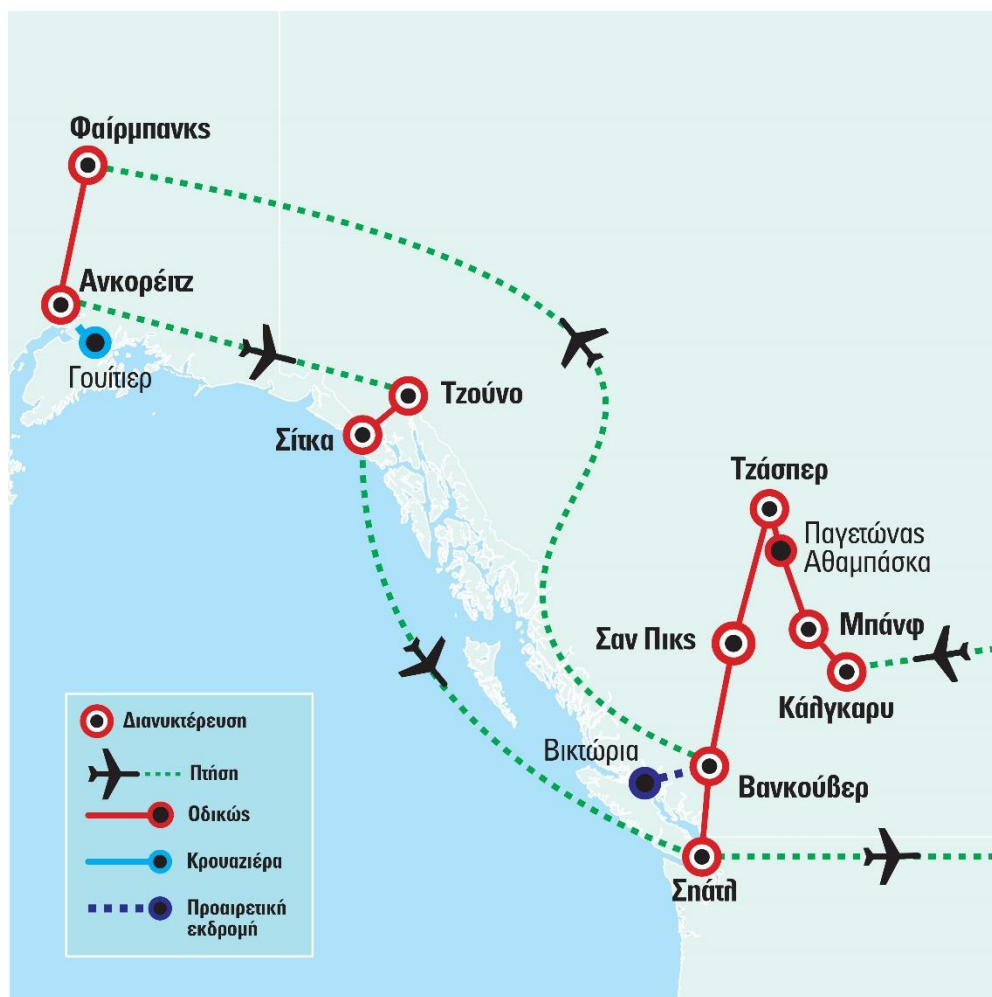 Φαίρμπανκς
Ανκορέιτζ
Γουίτιερ
Τζούνο
Σίτκα
Τζάσπερ
Παγετώνας
Αθαμπάσκα
Μπάνφ
Σαν Πικς
Κάλγκαρυ
Βικτώρια
Βανκούβερ
Σηάτλ
Διανυκτέρευση
Πτήση
Οδικώς
Κρουαζιέρα
Προαιρετική
εκδρομή